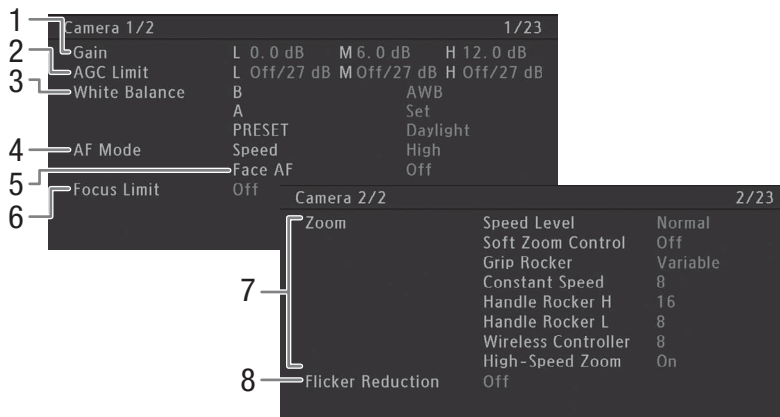 Camera 1/2 1/23
1 Gain L 0.0 dB M 6.0 dB H 12.0 dB
2 AGC Limit L Off/27 dB M Off/27 dB H Off/27 dB
3 White Balance B AWB
A Set
PRESET Daylight
4 AF Mode Speed High
5 Face AF Off
6 Focus Limit Off
Camera 2/2 2/23
7 Zoom Speed Level Normal
Soft Zoom Control Off
Grip Rocker Variable
Constant Speed 8
Handle Rocker H 16
Handle Rocker L 8
Wireless Controller 8
High-Speed Zoom On
8 Flicker Reduction Off